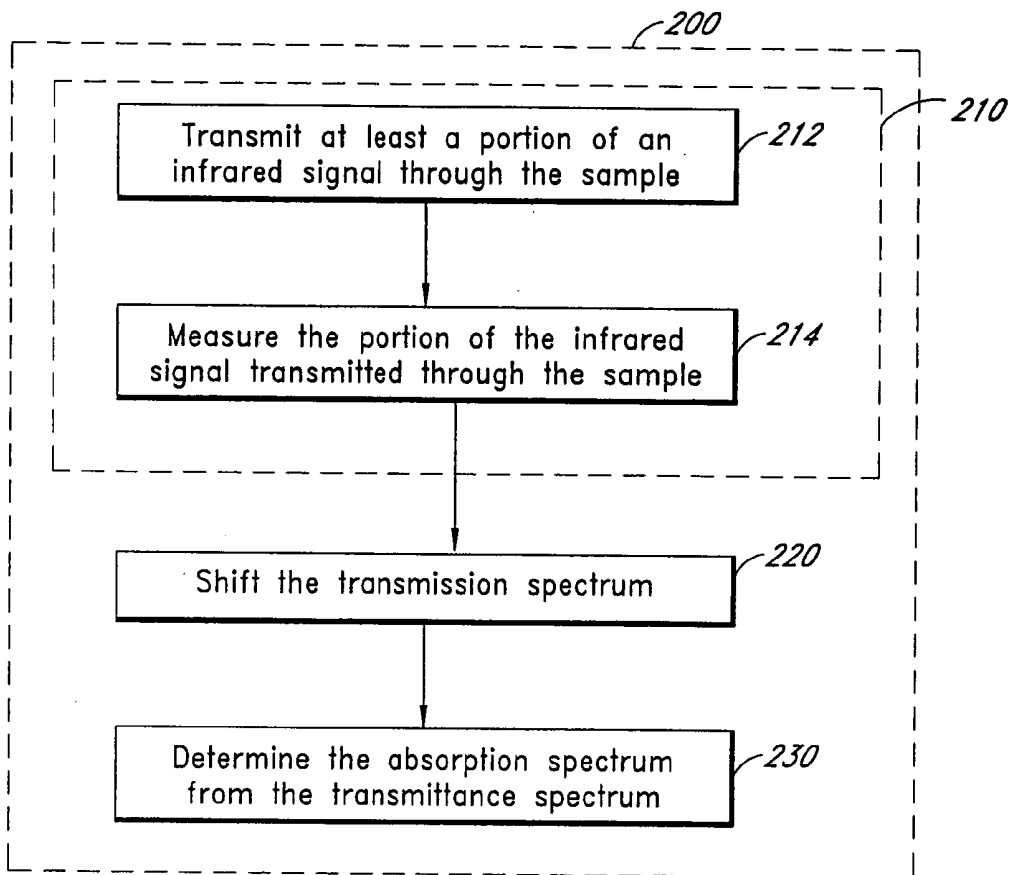 200
210
Transmit at least a portion of an
infrared signal through the sample
212
Measure the portion of the infrared
signal transmitted through the sample
214
Shift the transmission spectrum
220
Determine the absorption spectrum
from the transmittance spectrum
230